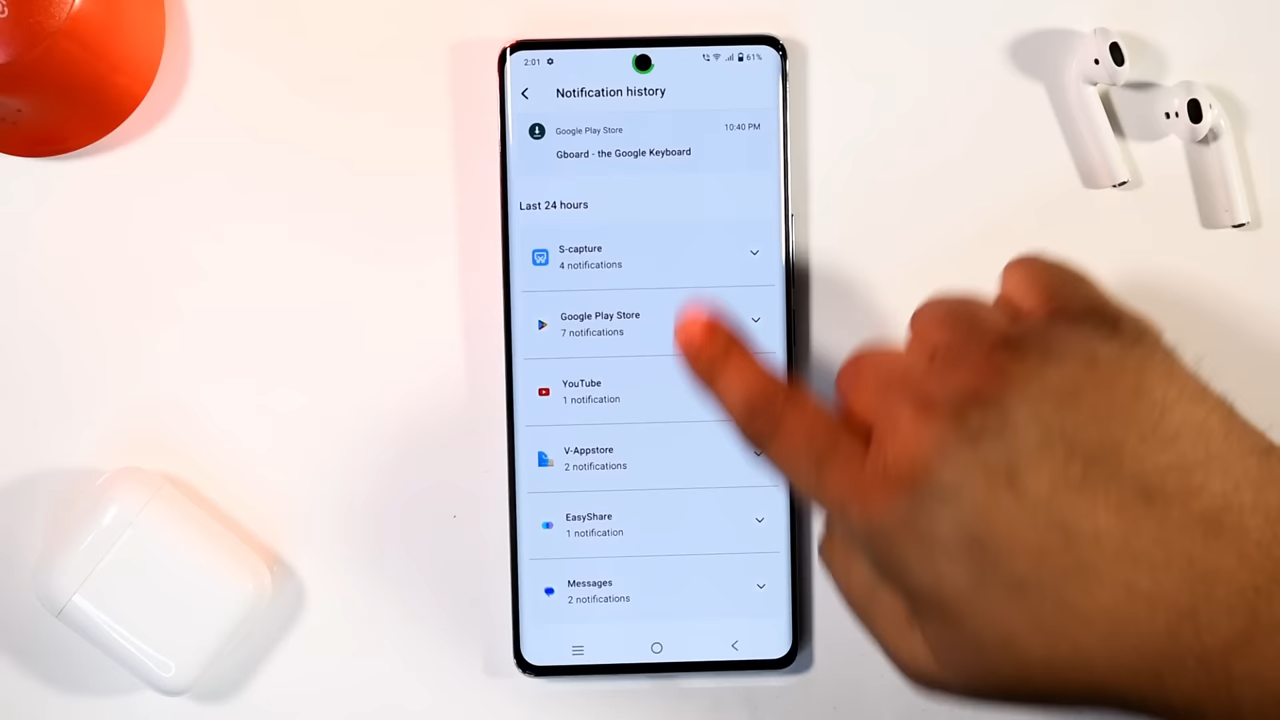 2:01
61%
Notification history
Google Play Store
10:40 PM
Gboard - the Google Keyboard
Last 24 hours
S-capture
4 notifications
Google Play Store
7 notifications
YouTube
1 notification
V-Appstore
2 notifications
EasyShare
1 notification
Messages
2 notifications